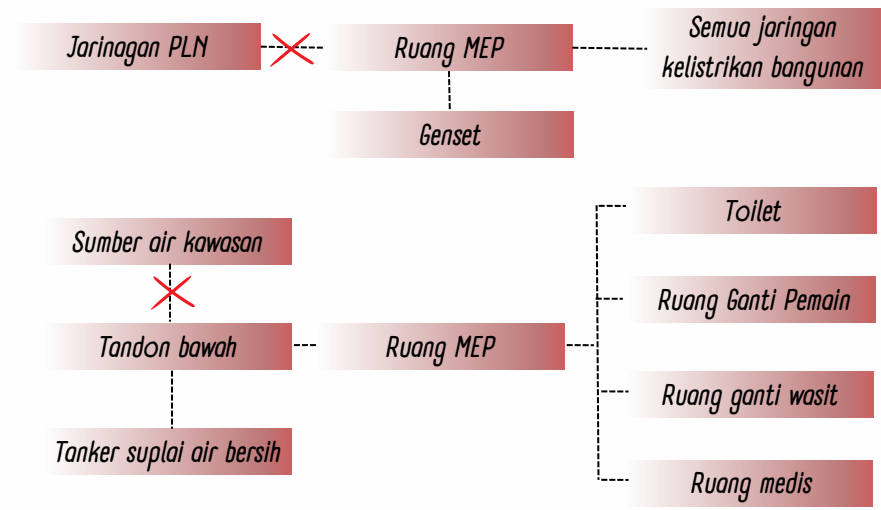 Jarinagan PLN
Ruang MEP
Semua jaringan
kelistrikan bangunan
Genset
Sumber air kawasan
Tandon bawah
Ruang MEP
Tanker suplai air bersih
Toilet
Ruang Ganti Pemain
Ruang ganti wasit
Ruang medis